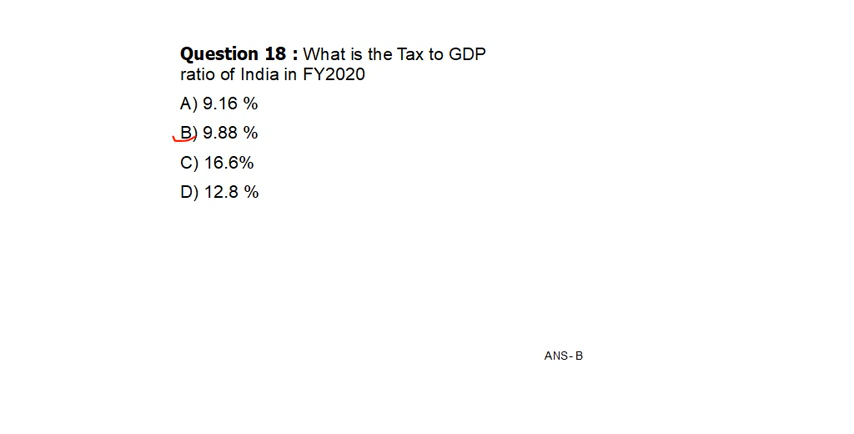 Question 18 : What is the Tax to GDP
ratio of India in FY2020
A) 9.16 %
B) 9.88 %
C) 16.6%
D) 12.8 %
ANS- B